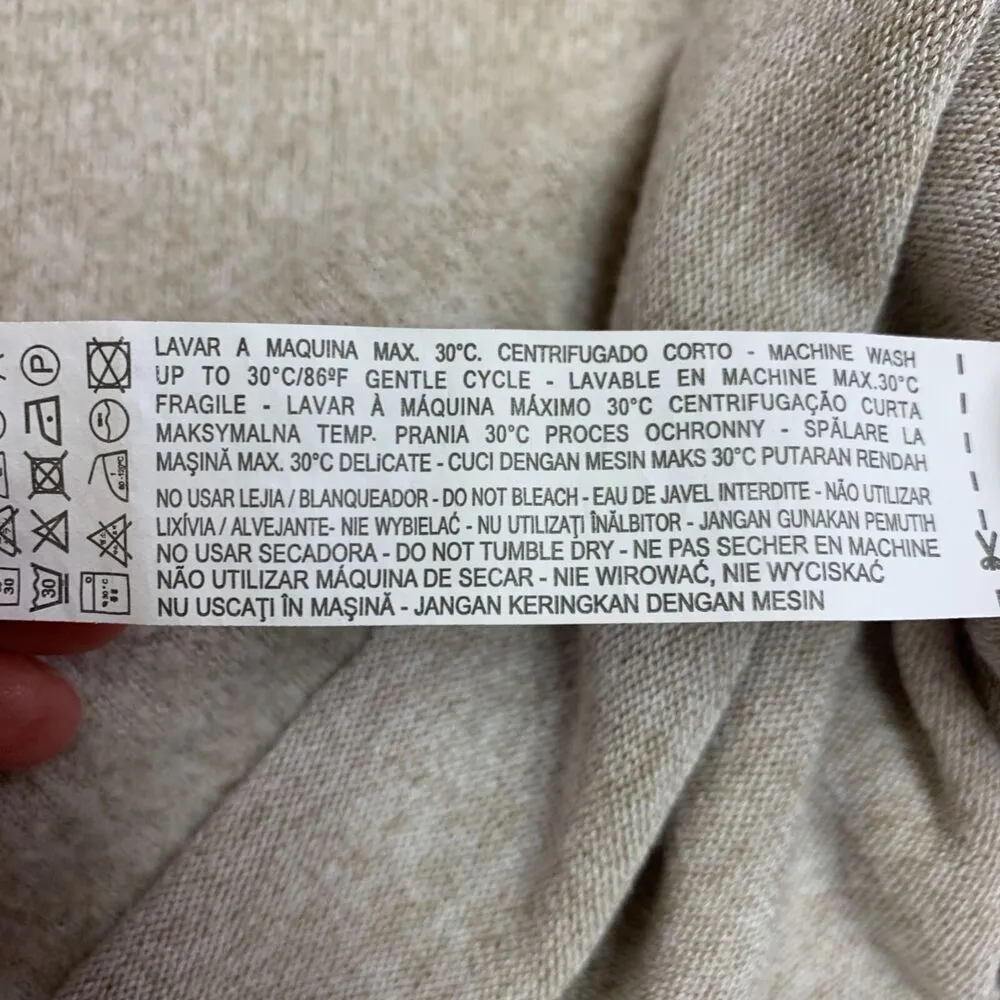 LAVAR A MAQUINA MAX. 30°C. CENTRIFUGADO CORTO - MACHINE WASH
UP TO 30°C/86ºF GENTLE CYCLE - LAVABLE EN MACHINE MAX.30°C
FRAGILE - LAVAR À MÁQUINA MÁXIMO 30°C CENTRIFUGAÇÃO CURTA
MAKSYMALNA TEMP. PRANIA 30°C PROCES OCHRONNY - SPĂLARE LA
MAŞINĂ MAX. 30°C DELiCATE - CUCI DENGAN MESIN MAKS 30°C PUTARAN RENDAH
NO USAR LEJIA / BLANQUEADOR - DO NOT BLEACH - EAU DE JAVEL INTERDITE - NÃO UTILIZAR
LIXÍVIA / ALVEJANTE- NIE WYBIELAĆ - NU UTILIZAŢI ÎNĂLBITOR - JANGAN GUNAKAN PEMUTIH
NO USAR SECADORA - DO NOT TUMBLE DRY - NE PAS SECHER EN MACHINE
NÃO UTILIZAR MÁQUINA DE SECAR - NIE WIROWAĆ, NIE WYCISKAĆ
NU USCAŢI ÎN MAŞINĂ - JANGAN KERINGKAN DENGAN MESIN
P
30
30